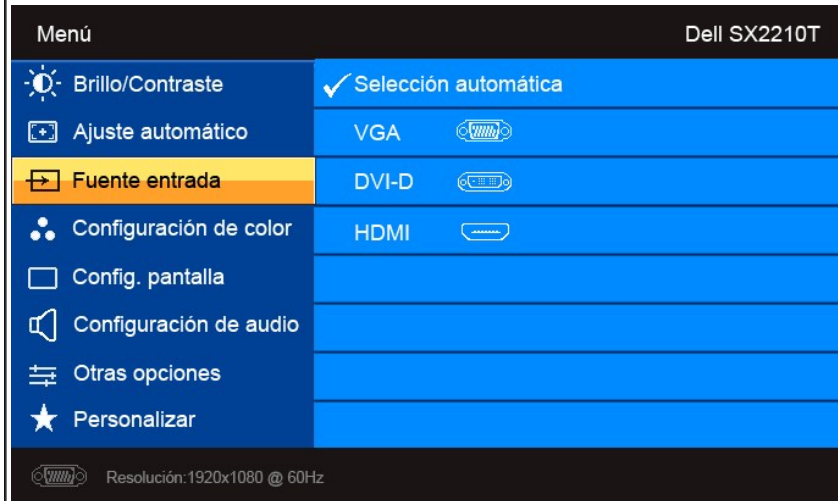 Menú Dell SX2210T
Brillo/Contraste Selección automática
Ajuste automático VGA
Fuente entrada DVI-D
Configuración de color HDMI
Config. pantalla
Configuración de audio
Otras opciones
Personalizar
Resolución:1920x1080 @ 60Hz